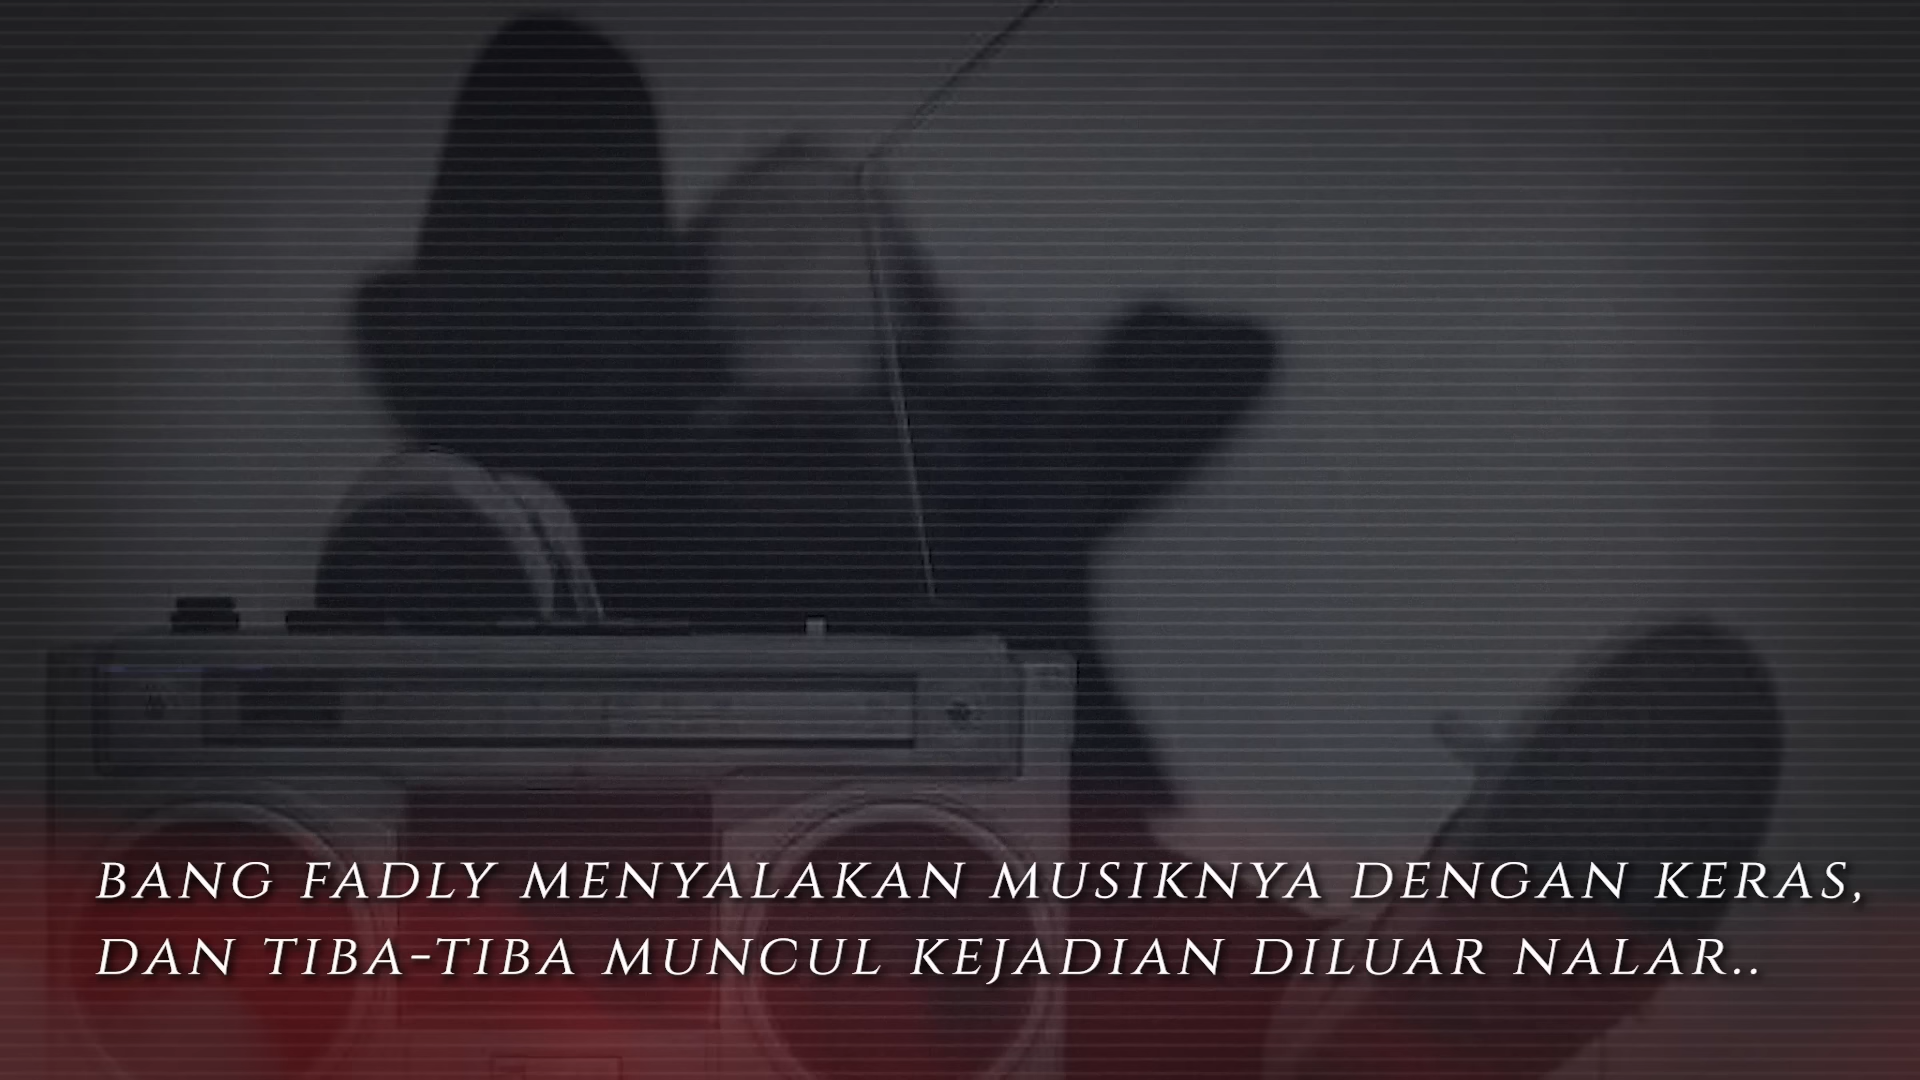 BANG FADLY MENYALAKAN MUSIKNYA DENGAN KERAS,
DAN TIBA-TIBA MUNCUL KEJADIAN DILUAR NALAR..